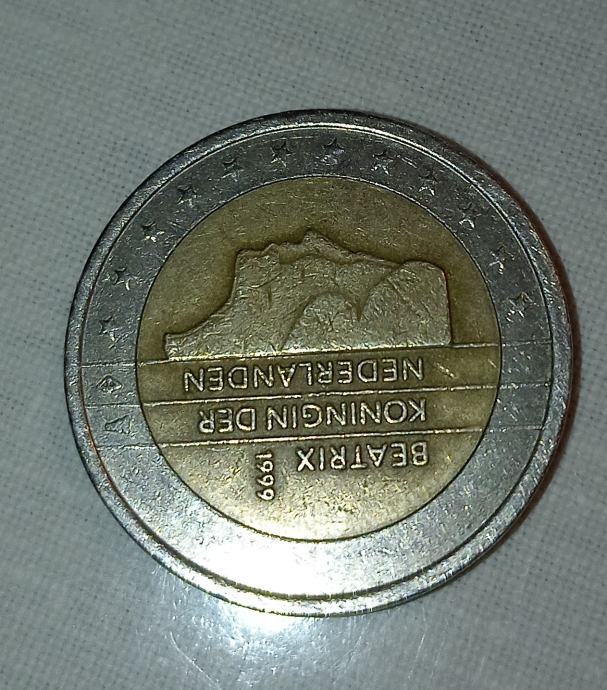 BEATRIX
1999
KONINGIN DER
NEDERLANDEN